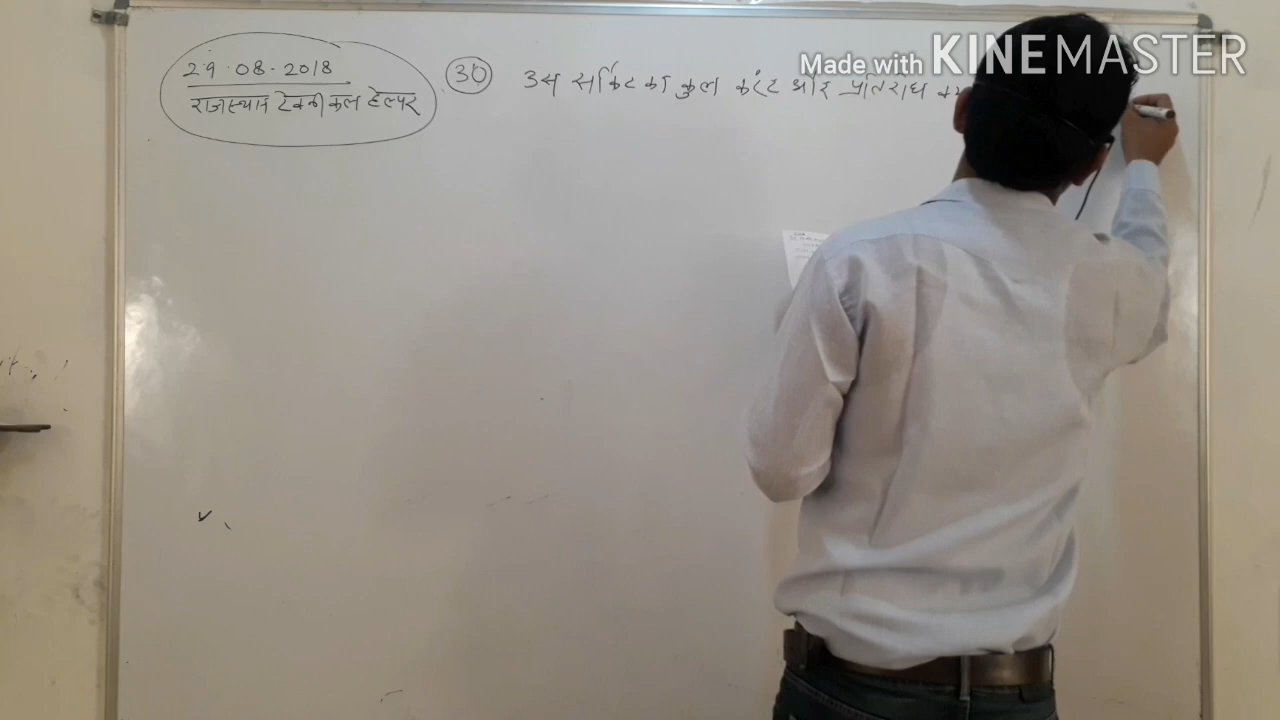 29.08.2018
राजस्थान टेक्नीकल हेल्पर
30 उस सर्किट का कुल करंट और प्रतिरोध
Made with KINEMASTER